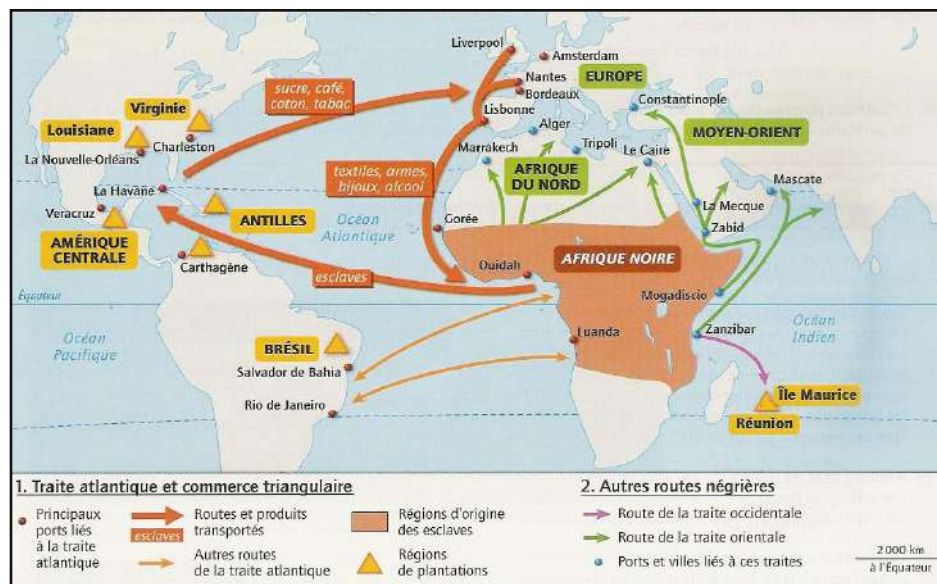 Liverpool
Amsterdam
Nantes
EUROPE
Bordeaux
sucre, café,
coton, tabac
Constantinople
Virginie
Lisbonne
Alger
MOYEN-ORIENT
Louisiane
Charleston
La Nouvelle-Orléans
Marrakech
Tripoli
Le Caire
textiles, armes,
bijoux, alcool
AFRIQUE
DU NORD
Mascate
La Havane
La Mecque
Veracruz
ANTILLES
Océan
Atlantique
Gorée
Zabid
AMÉRIQUE
CENTRALE
Carthagène
esclaves
Ouidah
AFRIQUE NOIRE
Équateur
Mogadiscio
Océan
Pacifique
Luanda
Zanzibar
Océan
Indien
BRÉSIL
Salvador de Bahia
Rio de Janeiro
Île Maurice
Réunion
1. Traite atlantique et commerce triangulaire
Principaux
ports liés
à la traite
atlantique
esclaves
Routes et produits
transportés
Autres routes
de la traite atlantique
Régions d'origine
des esclaves
Régions
de plantations
2. Autres routes négrières
Route de la traite occidentale
Route de la traite orientale
Ports et villes liés à ces traites
2 000 km
à l'Équateur